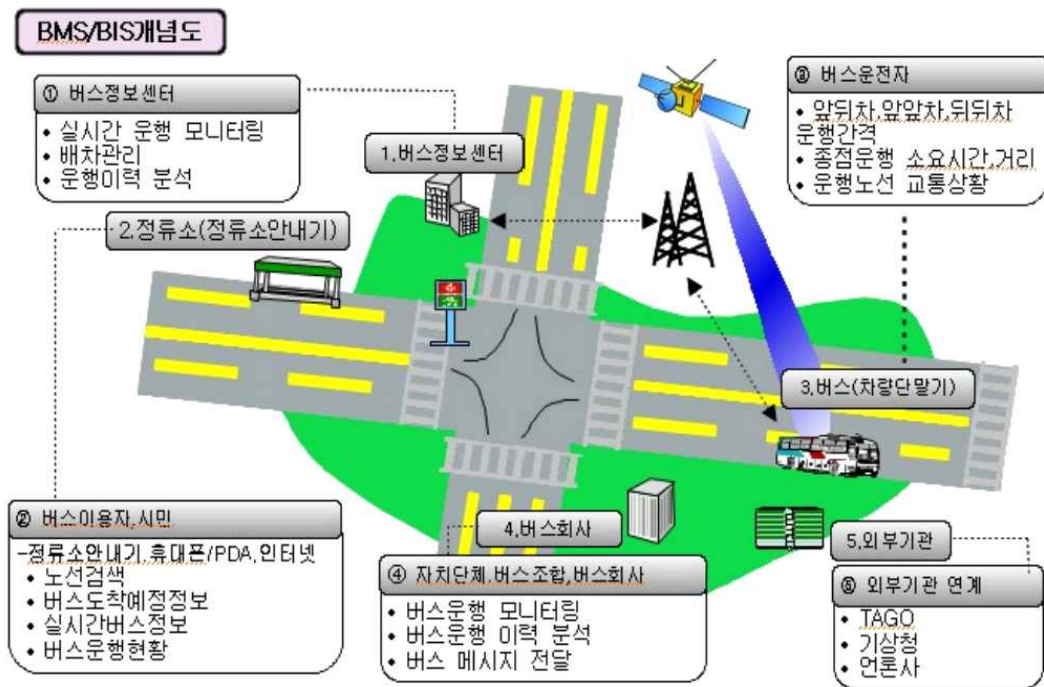 BMS/BIS개념도
① 버스정보센터
• 실시간 운행 모니터링
• 배차관리
• 운행이력 분석
1.버스정보센터
③ 버스운전자
• 앞뒤차,앞앞차,뒤뒤차
운행간격
• 종점운행 소요시간,거리
• 운행노선 교통상황
2.정류소(정류소안내기)
3.버스(차량단말기)
② 버스이용자,시민
-정류소안내기,휴대폰/PDA,인터넷
• 노선검색
• 버스도착예정정보
• 실시간버스정보
• 버스운행현황
4.버스회사
④ 자치단체,버스조합,버스회사
• 버스운행 모니터링
• 버스운행 이력 분석
• 버스 메시지 전달
5.외부기관
⑤ 외부기관 연계
• TAGO
• 기상청
• 언론사